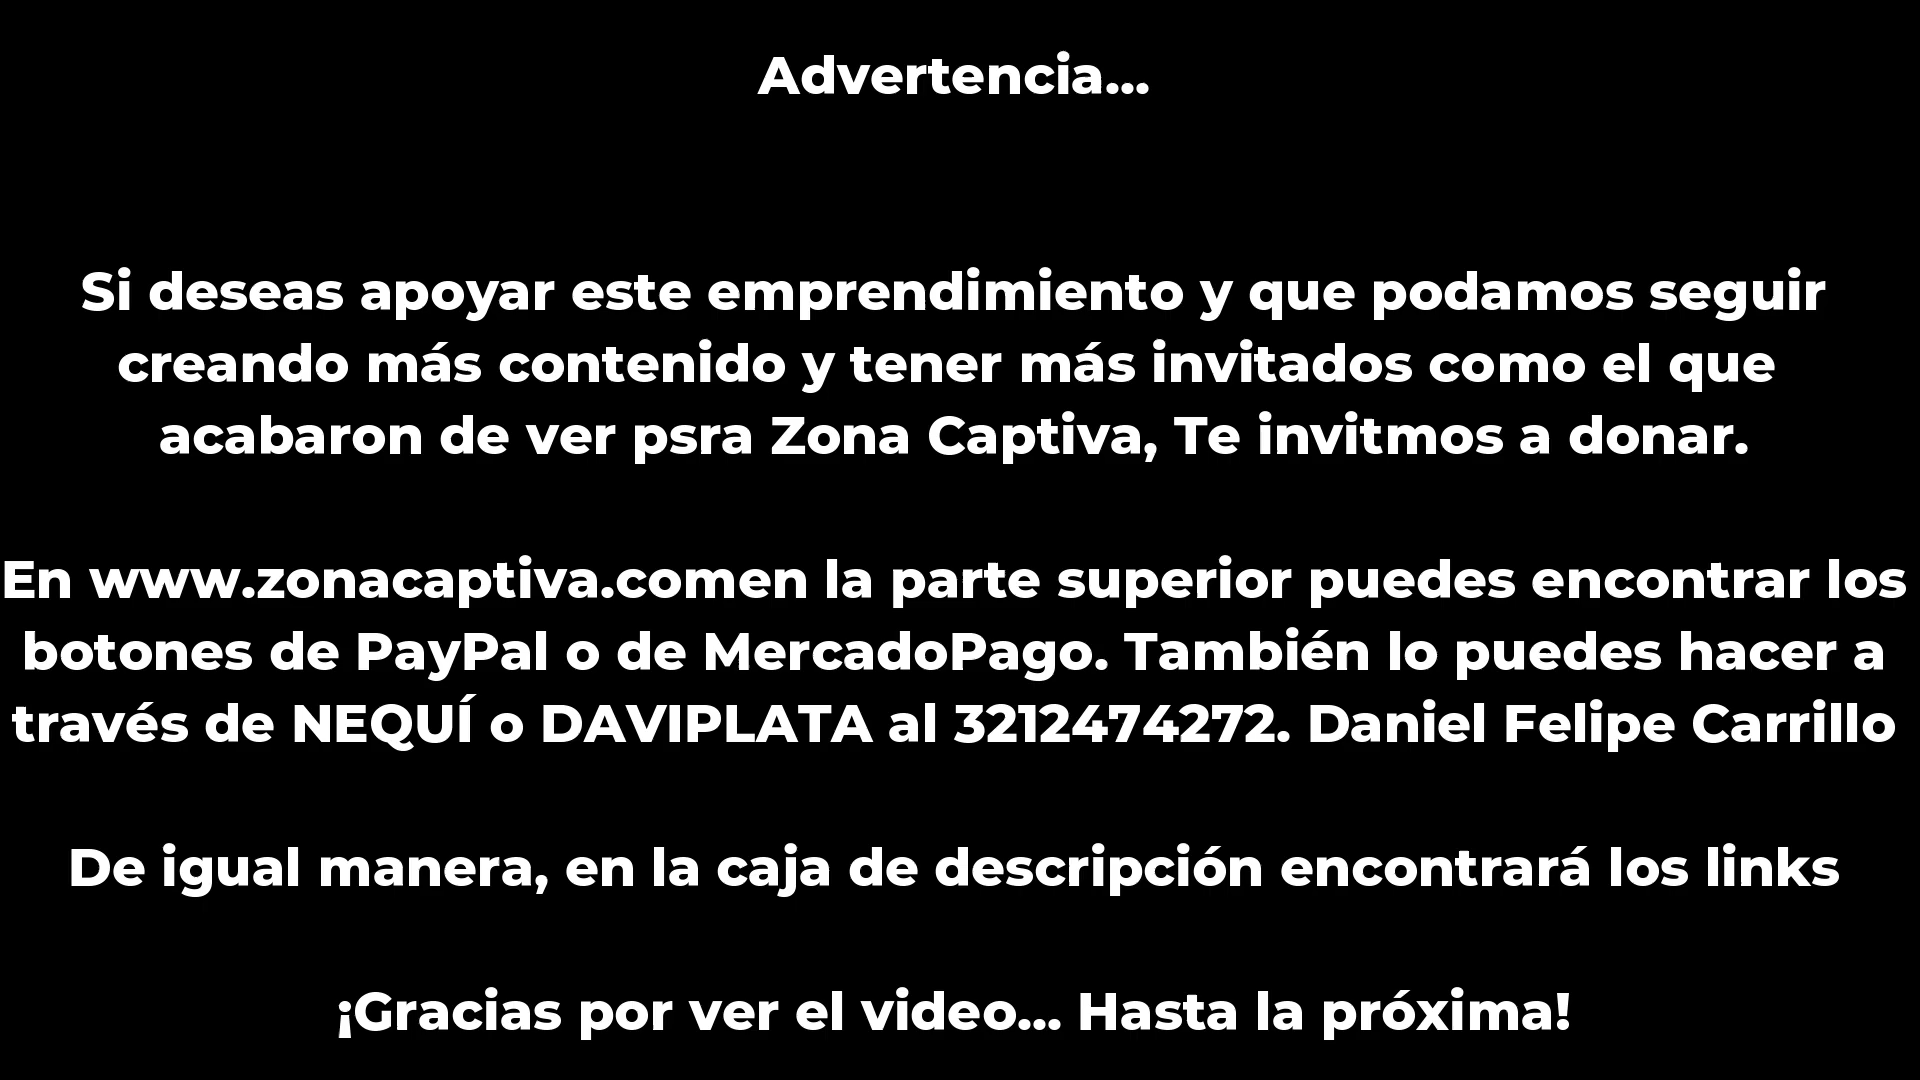 Advertencia...
Si deseas apoyar este emprendimiento y que podamos seguir
creando más contenido y tener más invitados como el que
acabaron de ver psra Zona Captiva, Te invitmos a donar.
En www.zonacaptiva.comen la parte superior puedes encontrar los
botones de PayPal o de MercadoPago. También lo puedes hacer a
través de NEQUÍ o DAVIPLATA al 3212474272. Daniel Felipe Carrillo
De igual manera, en la caja de descripción encontrará los links
¡Gracias por ver el video... Hasta la próxima!